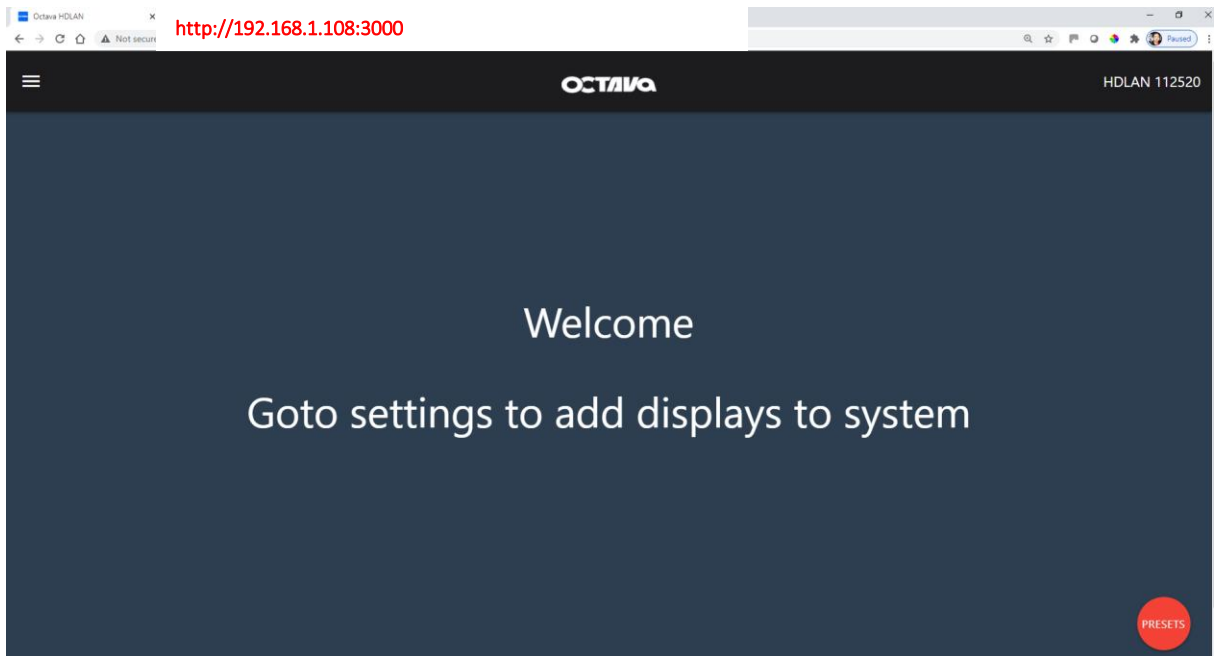 Octava HDLAN
http://192.168.1.108:3000
Not secure
Paused
OCTAVA
HDLAN 112520
Welcome
Goto settings to add displays to system
PRESETS